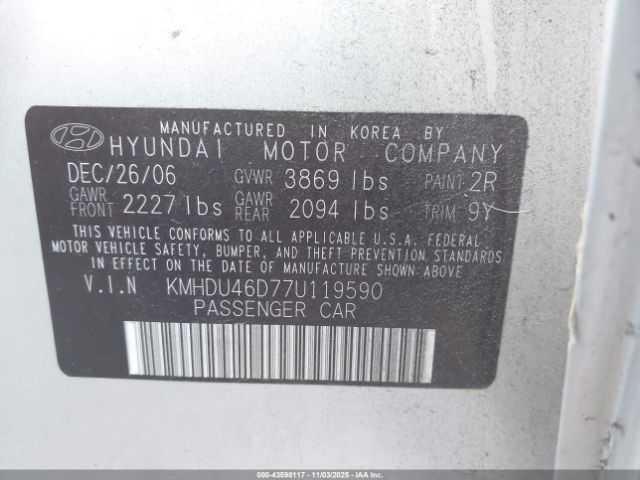 MANUFACTURED IN KOREA BY
HYUNDAI MOTOR COMPANY
DEC/26/06 GVWR 3869 lbs PAINT 2R
GAWR FRONT 2227 lbs GAWR REAR 2094 lbs TRIM 9Y
THIS VEHICLE CONFORMS TO ALL APPLICABLE U.S.A. FEDERAL
MOTOR VEHICLE SAFETY, BUMPER, AND THEFT PREVENTION STANDARDS
IN EFFECT ON THE DATE OF MANUFACTURE SHOWN ABOVE.
V.I.N KMHDU46D77U119590
PASSENGER CAR
000-43598117 - 11/03/2025 - IAAI.COM